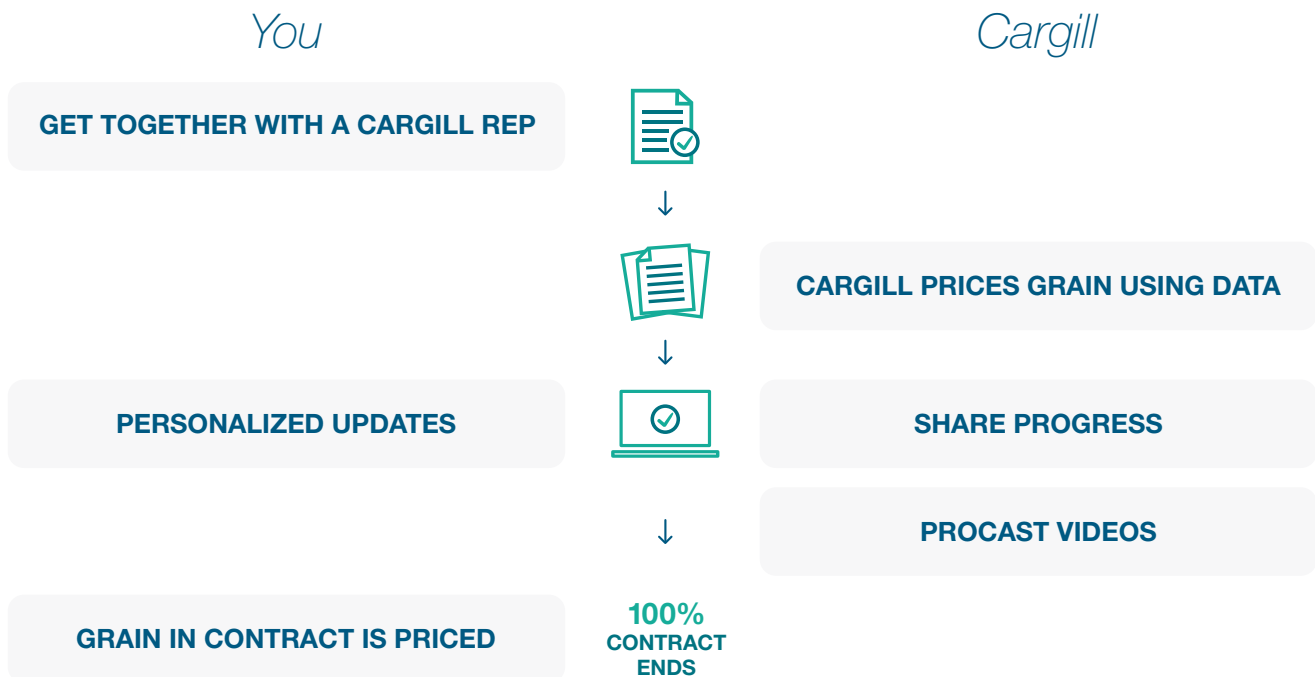 You
Cargill
GET TOGETHER WITH A CARGILL REP
CARGILL PRICES GRAIN USING DATA
PERSONALIZED UPDATES
SHARE PROGRESS
PROCAST VIDEOS
GRAIN IN CONTRACT IS PRICED
100%
CONTRACT
ENDS